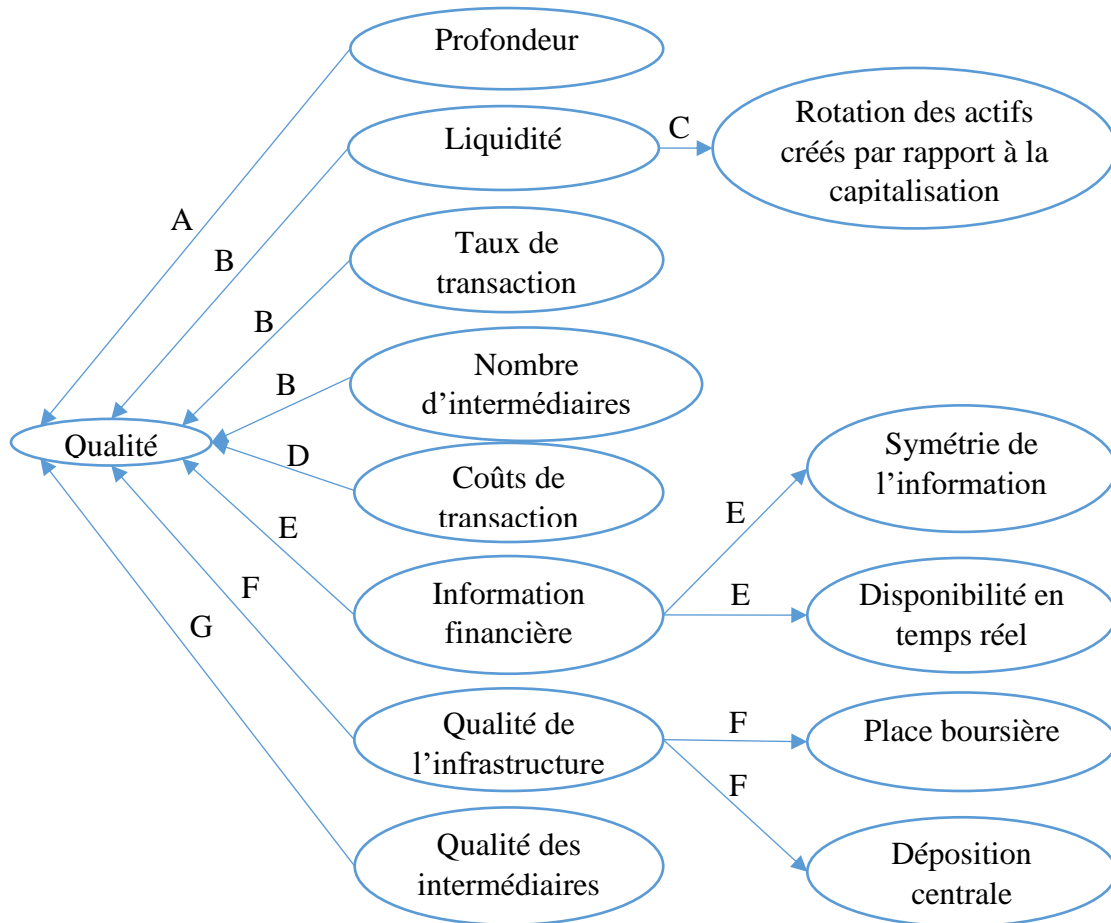 Profondeur
Liquidité
C
Rotation des actifs
créés par rapport à la
capitalisation
A
B
Taux de
transaction
B
Nombre
d’intermédiaires
B
Qualité
D
Coûts de
transaction
Symétrie de
l’information
E
E
Information
financière
E
Disponibilité en
temps réel
F
G
Qualité de
l’infrastructure
F
Place boursière
F
Qualité des
intermédiaires
Déposition
centrale